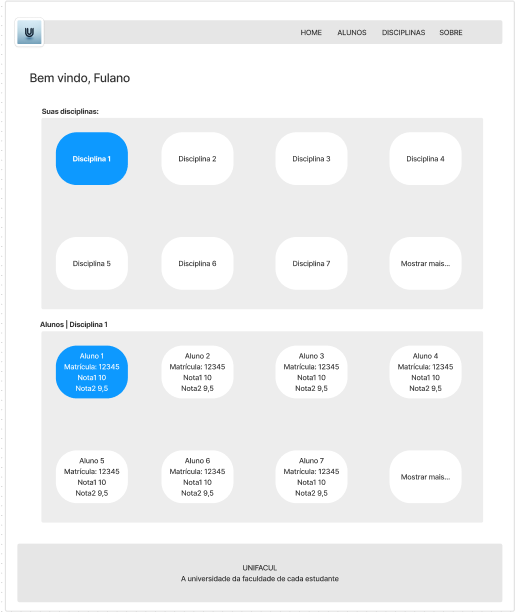 HOME ALUNOS DISCIPLINAS SOBRE
Bem vindo, Fulano
Suas disciplinas:
Disciplina 1 Disciplina 2 Disciplina 3 Disciplina 4
Disciplina 5 Disciplina 6 Disciplina 7 Mostrar mais...
Alunos | Disciplina 1
Aluno 1 Aluno 2 Aluno 3 Aluno 4
Matrícula: 12345 Matrícula: 12345 Matrícula: 12345 Matrícula: 12345
Nota1 10 Nota1 10 Nota1 10 Nota1 10
Nota2 9,5 Nota2 9,5 Nota2 9,5 Nota2 9,5
Aluno 5 Aluno 6 Aluno 7
Matrícula: 12345 Matrícula: 12345 Matrícula: 12345 Mostrar mais...
Nota1 10 Nota1 10 Nota1 10
Nota2 9,5 Nota2 9,5 Nota2 9,5
UNIFACUL
A universidade da faculdade de cada estudante